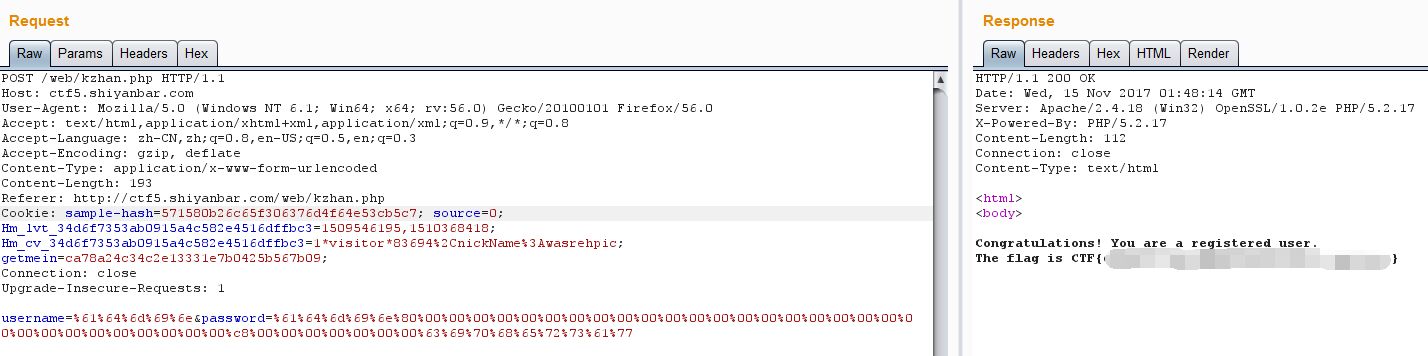 Request
Raw Params Headers Hex
POST /web/kzhan.php HTTP/1.1
Host: ctf5.shiyanbar.com
User-Agent: Mozilla/5.0 (Windows NT 6.1; Win64; x64; rv:56.0) Gecko/20100101 Firefox/56.0
Accept: text/html,application/xhtml+xml,application/xml;q=0.9,*/*;q=0.8
Accept-Language: zh-CN,zh;q=0.8,en-US;q=0.5,en;q=0.3
Accept-Encoding: gzip, deflate
Content-Type: application/x-www-form-urlencoded
Content-Length: 193
Referer: http://ctf5.shiyanbar.com/web/kzhan.php
Cookie: sample-hash=571580b26c65f306376d4f64e53cb5c7; source=0;
Hm_lvt_34d6f7353ab0915a4c582e4516dffbc3=1509546195,1510368418;
Hm_cv_34d6f7353ab0915a4c582e4516dffbc3=1*visitor*83694%2CnickName%3Awasrehpic;
getmein=ca78a24c34c2e13331e7b0425b567b09;
Connection: close
Upgrade-Insecure-Requests: 1
username=%61%64%6d%69%6e&password=%61%64%6d%69%6e%80%00%00%00%00%00%00%00%00%00%00%00%00%00%00%00%00%00%00%00%00%0
0%00%00%00%00%00%00%00%00%00%c8%00%00%00%00%00%00%00%63%69%70%68%65%72%73%61%77
Response
Raw Headers Hex HTML Render
HTTP/1.1 200 OK
Date: Wed, 15 Nov 2017 01:48:14 GMT
Server: Apache/2.4.18 (Win32) OpenSSL/1.0.2e PHP/5.2.17
X-Powered-By: PHP/5.2.17
Content-Length: 112
Connection: close
Content-Type: text/html
<html>
<body>
Congratulations! You are a registered user.
The flag is CTF{ }